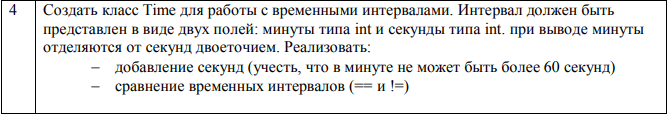 4 Создать класс Time для работы с временными интервалами. Интервал должен быть
представлен в виде двух полей: минуты типа int и секунды типа int. при выводе минуты
отделяются от секунд двоеточием. Реализовать:
– добавление секунд (учесть, что в минуте не может быть более 60 секунд)
– сравнение временных интервалов (== и !=)